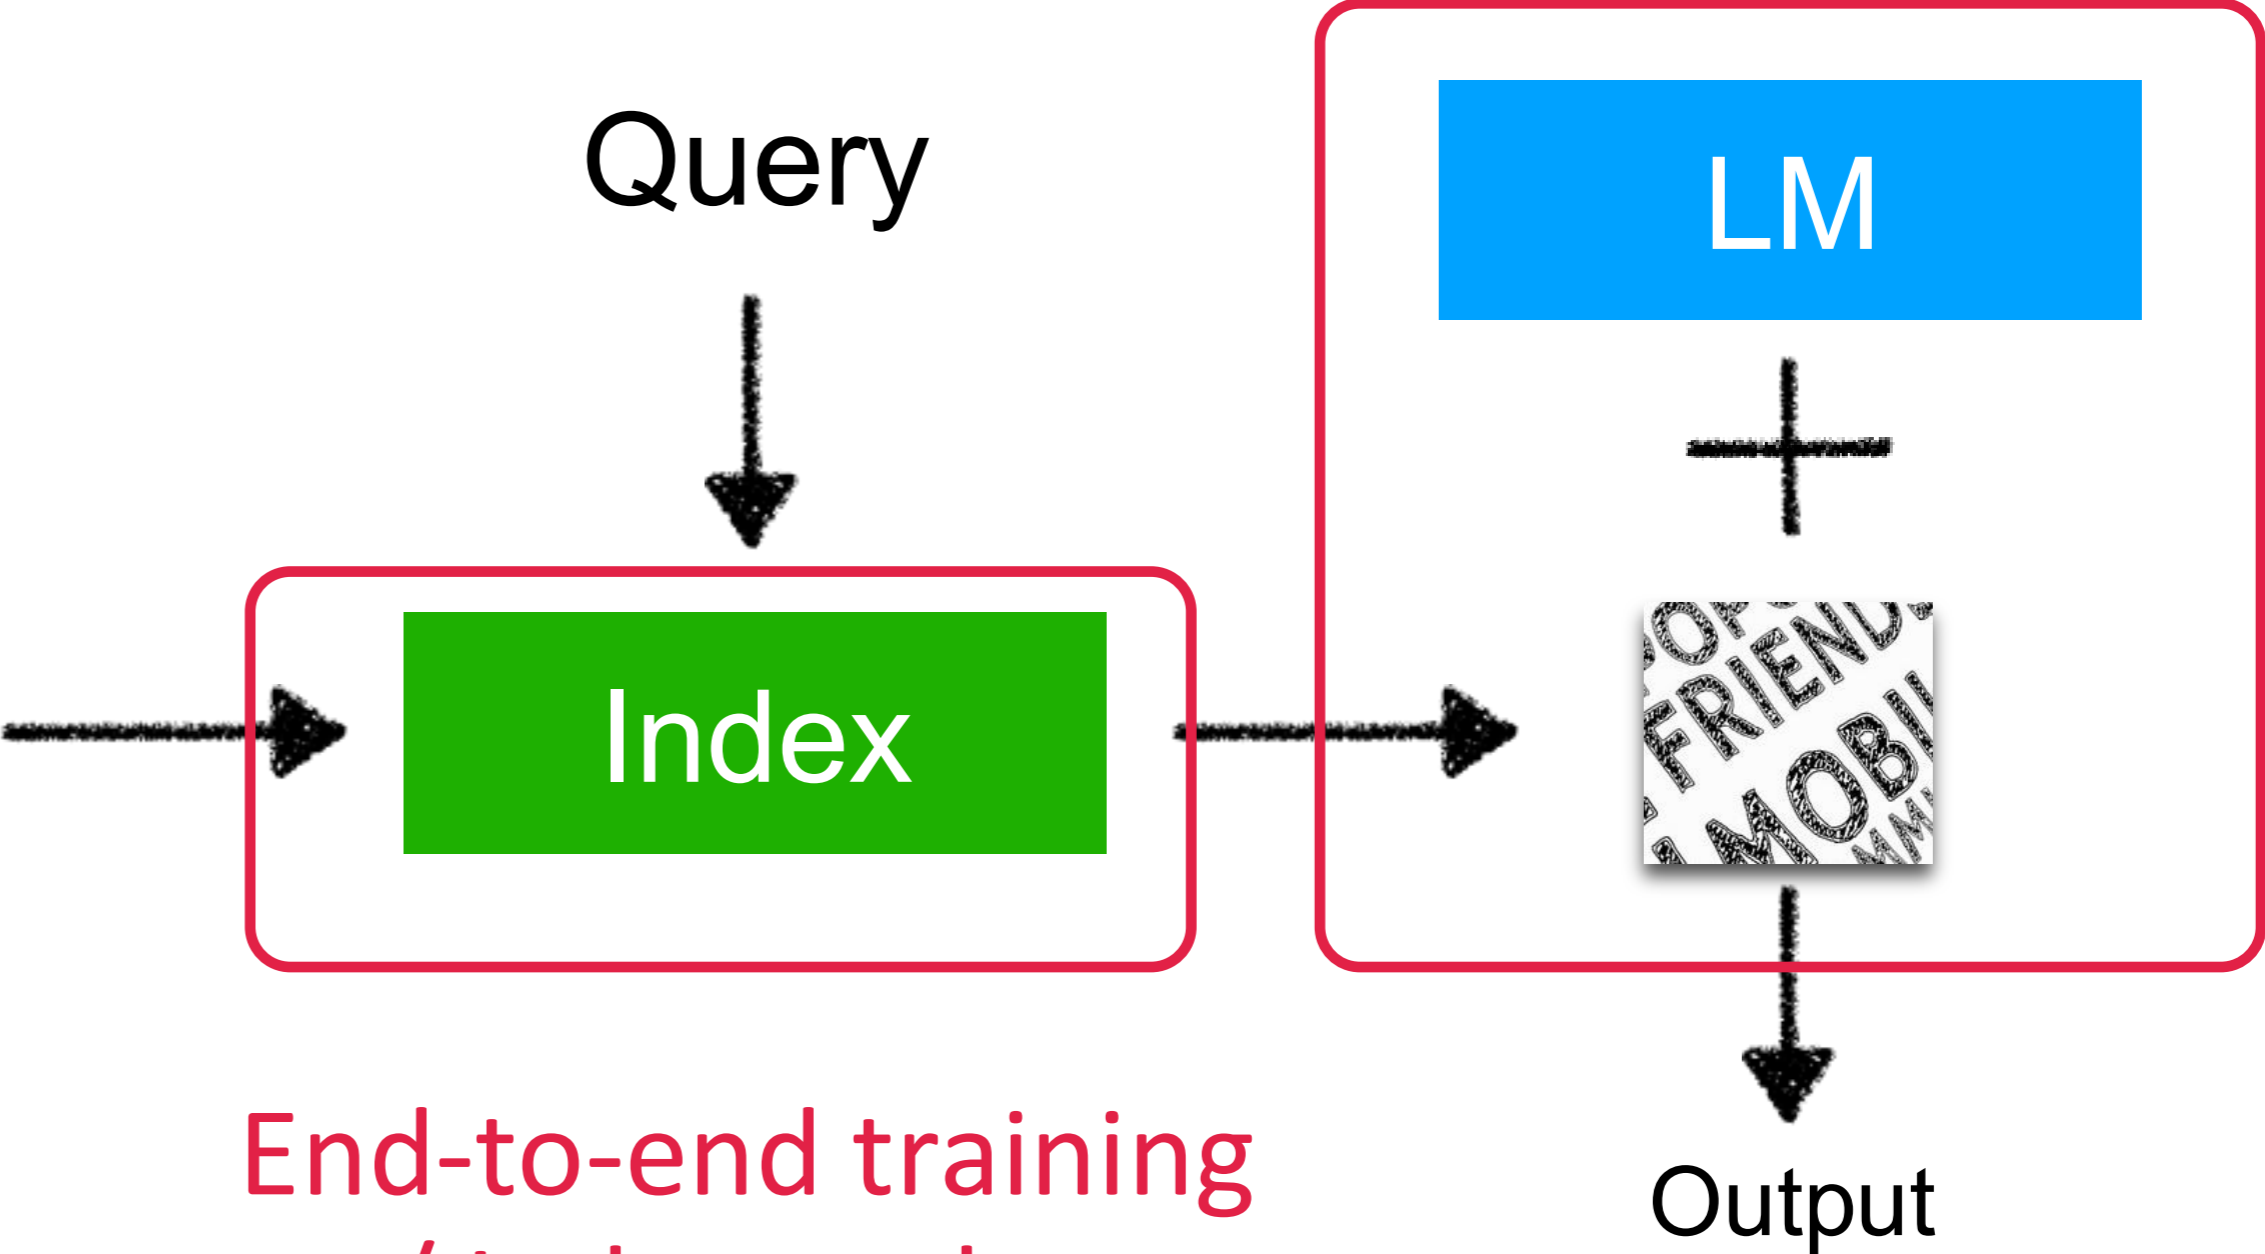 Query
LM
Index
FRIEND
MOBI
End-to-end training
Output